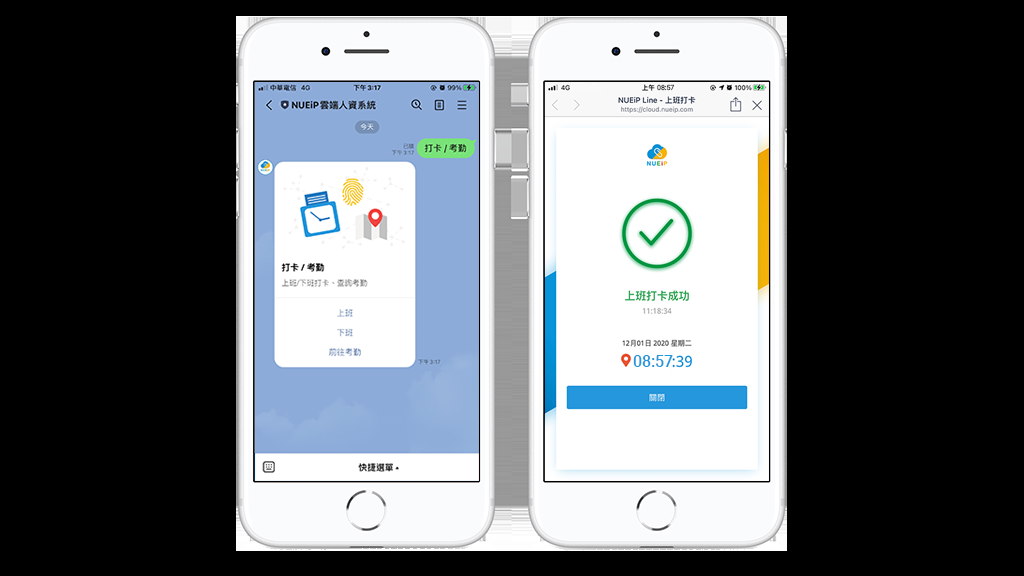 中華電信 4G
下午 3:17
99%
NUEiP雲端人資系統
今天
已讀
下午 3:17
打卡 / 考勤
打卡 / 考勤
上班/下班打卡、查詢考勤
上班
下班
前往考勤
下午 3:17
快捷選單
4G
上午 08:57
100%
NUEiP Line - 上班打卡
https://cloud.nueip.com
NUEiP
上班打卡成功
11:18:34
12月01日 2020 星期二
08:57:39
關閉